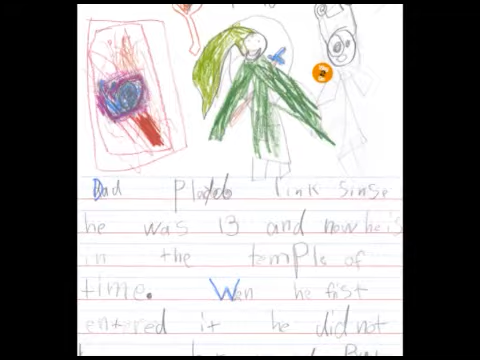 Dad Played link sinse
he was 13 and now he is
in the temple of
time. Wen he fist
entered it he did not